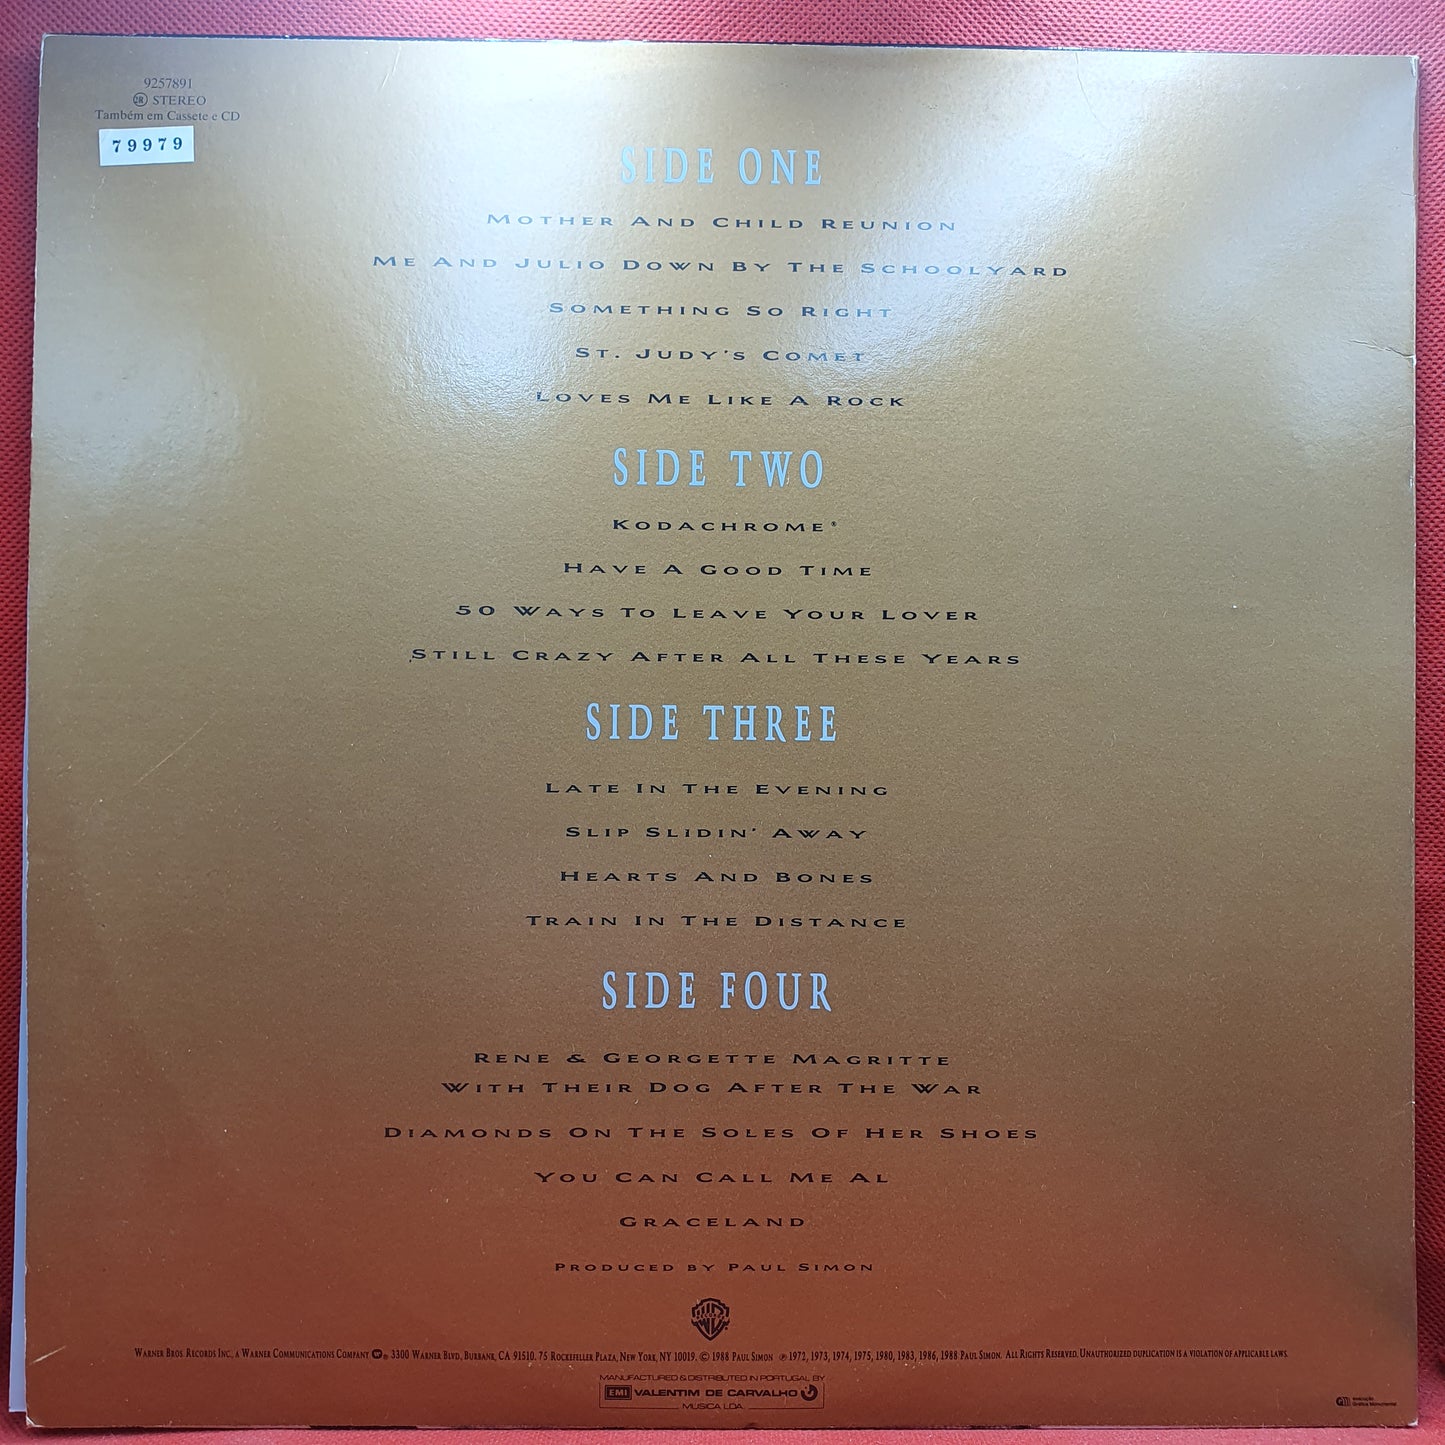 9257891
2R STEREO
Também em Cassete e CD
79979
SIDE ONE
MOTHER AND CHILD REUNION
ME AND JULIO DOWN BY THE SCHOOLYARD
SOMETHING SO RIGHT
ST. JUDY'S COMET
LOVES ME LIKE A ROCK
SIDE TWO
KODACHROME®
HAVE A GOOD TIME
50 WAYS TO LEAVE YOUR LOVER
STILL CRAZY AFTER ALL THESE YEARS
SIDE THREE
LATE IN THE EVENING
SLIP SLIDIN' AWAY
HEARTS AND BONES
TRAIN IN THE DISTANCE
SIDE FOUR
RENE & GEORGETTE MAGRITTE
WITH THEIR DOG AFTER THE WAR
DIAMONDS ON THE SOLES OF HER SHOES
YOU CAN CALL ME AL
GRACELAND
PRODUCED BY PAUL SIMON
WARNER BROS. RECORDS INC., A WARNER COMMUNICATIONS COMPANY ®, 3300 WARNER BLVD., BURBANK, CA 91510. 75 ROCKEFELLER PLAZA, NEW YORK, NY 10019. © 1988 PAUL SIMON ℗ 1972, 1973, 1974, 1975, 1980, 1983, 1986, 1988 PAUL SIMON. ALL RIGHTS RESERVED. UNAUTHORIZED DUPLICATION IS A VIOLATION OF APPLICABLE LAWS.
MANUFACTURED & DISTRIBUTED IN PORTUGAL BY
EMI VALENTIM DE CARVALHO
MUSICA LDA.
execução
Gráfica Monumental